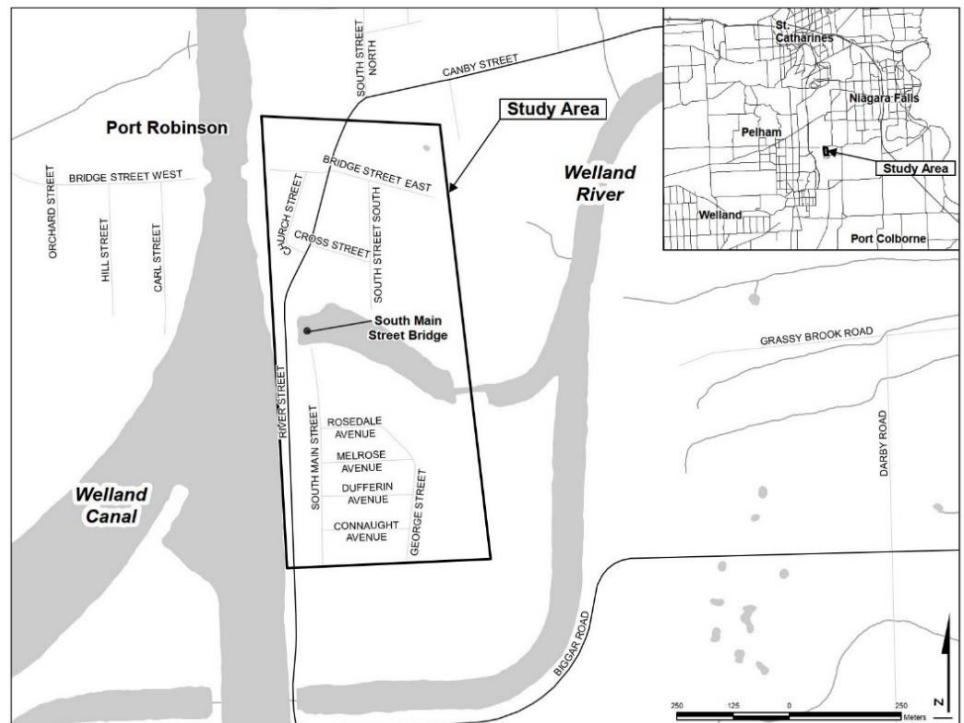 SOUTH STREET
NORTH
CANBY STREET
Port Robinson
Study Area
BRIDGE STREET WEST
BRIDGE STREET EAST
Welland
River
ORCHARD STREET
HILL STREET
CARL STREET
CHURCH STREET
CROSS STREET
SOUTH STREET SOUTH
South Main
Street Bridge
RIVER STREET
SOUTH MAIN STREET
ROSEDALE
AVENUE
MELROSE
AVENUE
DUFFERIN
AVENUE
CONNAUGHT
AVENUE
GEORGE STREET
Welland
Canal
BIGGAR ROAD
GRASSY BROOK ROAD
DARBY ROAD
St.
Catharines
Niagara Falls
Pelham
Study Area
Welland
Port Colborne
250 125 0 250
Meters
N